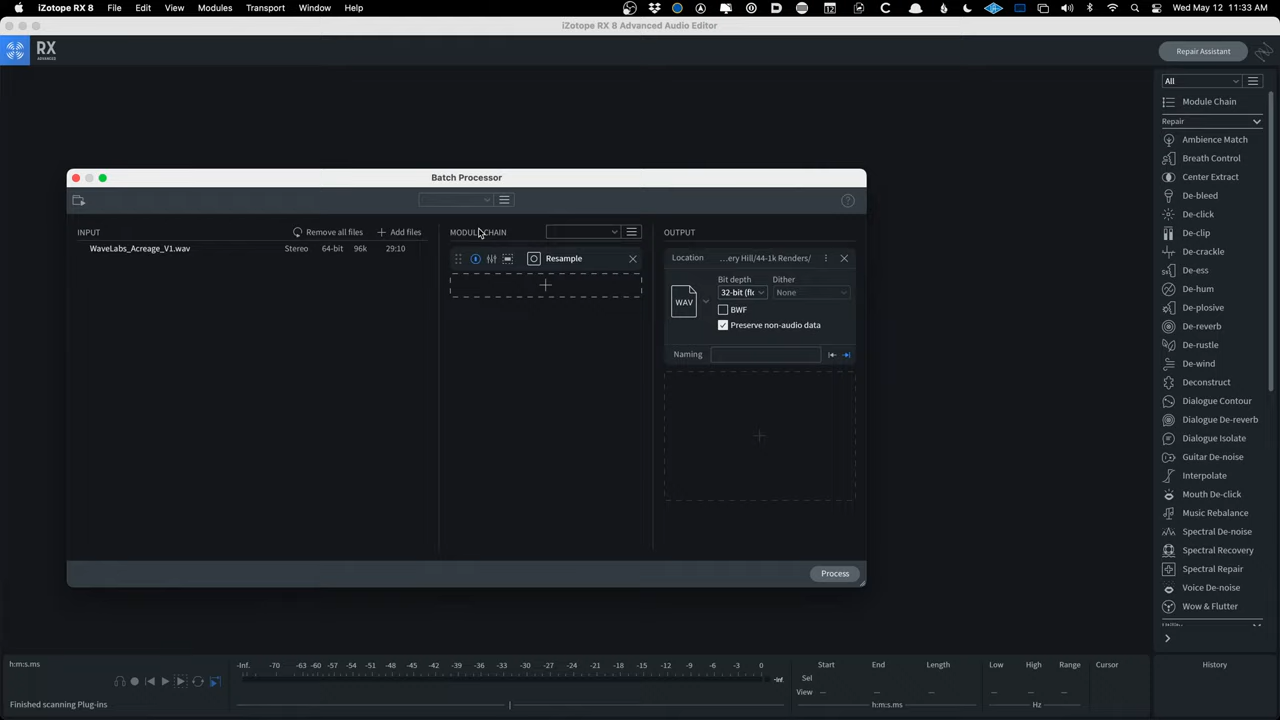 iZotope RX 8 File Edit View Modules Transport Window Help Wed May 12 11:33 AM
iZotope RX 8 Advanced Audio Editor
RX
ADVANCED
Repair Assistant
All
Module Chain
Repair
Ambience Match
Breath Control
Center Extract
De-bleed
De-click
De-clip
De-crackle
De-ess
De-hum
De-plosive
De-reverb
De-rustle
De-wind
Deconstruct
Dialogue Contour
Dialogue De-reverb
Dialogue Isolate
Guitar De-noise
Interpolate
Mouth De-click
Music Rebalance
Spectral De-noise
Spectral Recovery
Spectral Repair
Voice De-noise
Wow & Flutter
Batch Processor
INPUT Remove all files Add files
WaveLabs_Acreage_V1.wav Stereo 64-bit 96k 29:10
Resample
OUTPUT
Location ...ery Hill/44-1k Renders/
Bit depth Dither
WAV 32-bit (flo None
BWF
Preserve non-audio data
Naming
Process
h:m:s.ms
-Inf. -70 -63 -60 -57 -54 -51 -48 -45 -42 -39 -36 -33 -30 -27 -24 -21 -18 -15 -12 -9 -6 -3 0
-Inf.
Start End Length Low High Range Cursor
Sel
View
h:m:s.ms Hz
History
Finished scanning Plug-ins